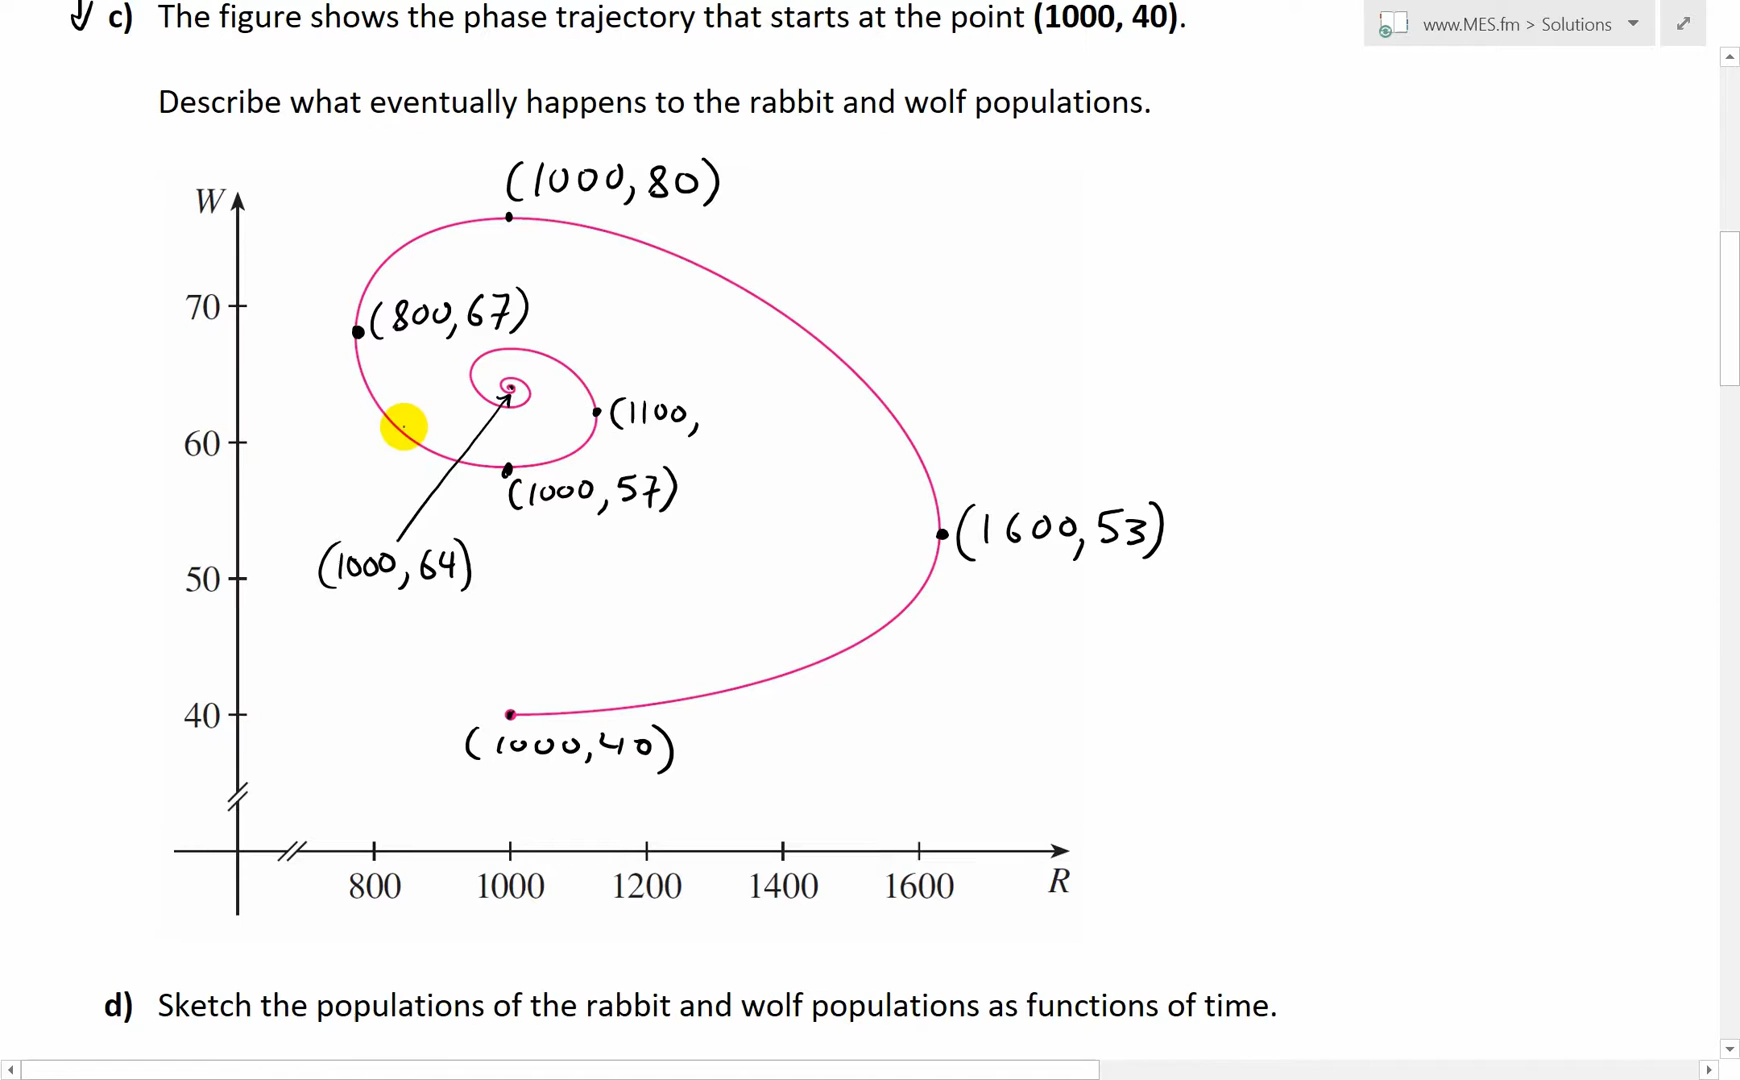 c) The figure shows the phase trajectory that starts at the point (1000, 40).
www.MES.fm > Solutions
Describe what eventually happens to the rabbit and wolf populations.
(1000, 80)
W
70
(800, 67)
60
(1100,
(1000, 57)
(1600, 53)
(1000, 64)
50
40
(1000, 40)
800 1000 1200 1400 1600 R
d) Sketch the populations of the rabbit and wolf populations as functions of time.